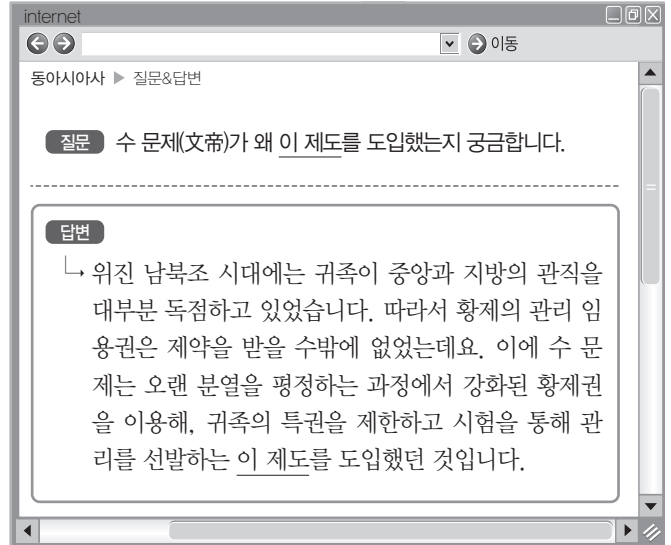 internet
이동
동아시아사 ▶ 질문&답변
질문 수 문제(文帝)가 왜 이 제도를 도입했는지 궁금합니다.
답변
위진 남북조 시대에는 귀족이 중앙과 지방의 관직을
대부분 독점하고 있었습니다. 따라서 황제의 관리 임
용권은 제약을 받을 수밖에 없었는데요. 이에 수 문
제는 오랜 분열을 평정하는 과정에서 강화된 황제권
을 이용해, 귀족의 특권을 제한하고 시험을 통해 관
리를 선발하는 이 제도를 도입했던 것입니다.